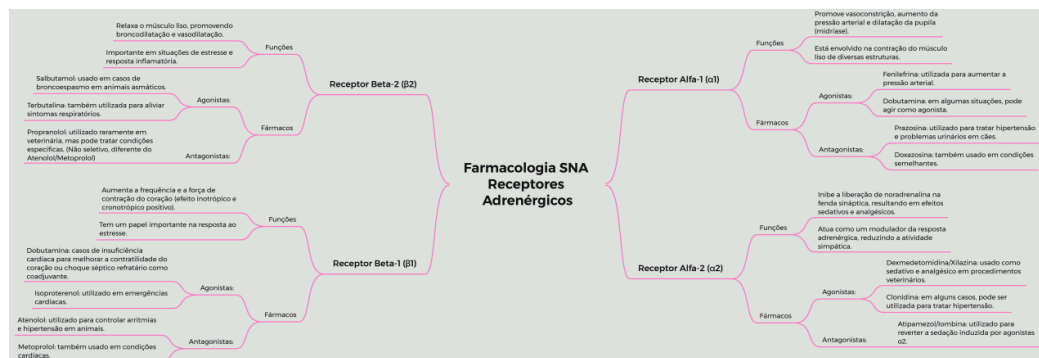 Farmacologia SNA
Receptores
Adrenérgicos
Receptor Alfa-1 (α1)
Funções
Promove vasoconstrição, aumento da
pressão arterial e dilatação da pupila
(midríase).
Está envolvido na contração do músculo
liso de diversas estruturas.
Fármacos
Agonistas:
Fenilefrina: utilizada para aumentar a
pressão arterial.
Dobutamina: em algumas situações, pode
agir como agonista.
Antagonistas:
Prazosina: utilizado para tratar hipertensão
e problemas urinários em cães.
Doxazosina: também usado em condições
semelhantes.
Receptor Alfa-2 (α2)
Funções
Inibe a liberação de noradrenalina na
fenda sináptica, resultando em efeitos
sedativos e analgésicos.
Atua como um modulador da resposta
adrenérgica, reduzindo a atividade
simpática.
Fármacos
Agonistas:
Dexmedetomidina/Xilazina: usado como
sedativo e analgésico em procedimentos
veterinários.
Clonidina: em alguns casos, pode ser
utilizada para tratar hipertensão.
Antagonistas:
Atipamezol/Iombina: utilizado para
reverter a sedação induzida por agonistas
α2.
Receptor Beta-2 (β2)
Funções
Relaxa o músculo liso, promovendo
broncodilatação e vasodilatação.
Importante em situações de estresse e
resposta inflamatória.
Fármacos
Agonistas:
Salbutamol: usado em casos de
broncoespasmo em animais asmáticos.
Terbutalina: também utilizada para aliviar
sintomas respiratórios.
Antagonistas:
Propranolol: utilizado raramente em
veterinária, mas pode tratar condições
específicas. (Não seletivo, diferente do
Atenolol/Metoprolol)
Receptor Beta-1 (β1)
Funções
Aumenta a frequência e a força de
contração do coração (efeito inotrópico e
cronotrópico positivo).
Tem um papel importante na resposta ao
estresse.
Fármacos
Agonistas:
Dobutamina: casos de insuficiência
cardíaca para melhorar a contratilidade do
coração ou choque séptico refratário como
coadjuvante.
Isoproterenol: utilizado em emergências
cardíacas.
Antagonistas:
Atenolol: utilizado para controlar arritmias
e hipertensão em animais.
Metoprolol: também usado em condições
cardíacas.